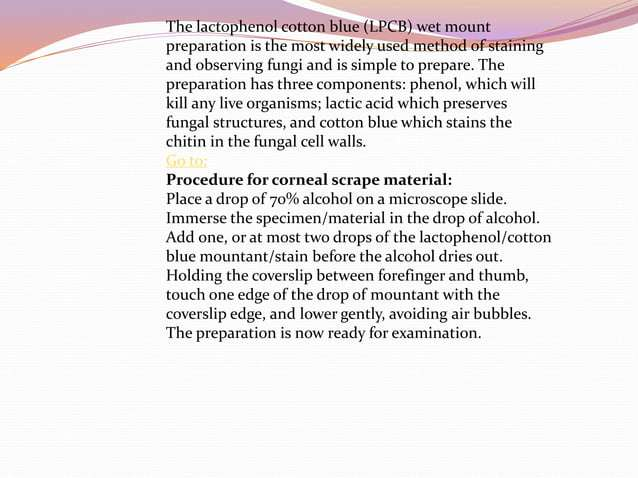 The lactophenol cotton blue (LPCB) wet mount
preparation is the most widely used method of staining
and observing fungi and is simple to prepare. The
preparation has three components: phenol, which will
kill any live organisms; lactic acid which preserves
fungal structures, and cotton blue which stains the
chitin in the fungal cell walls.
Go to:
Procedure for corneal scrape material:
Place a drop of 70% alcohol on a microscope slide.
Immerse the specimen/material in the drop of alcohol.
Add one, or at most two drops of the lactophenol/cotton
blue mountant/stain before the alcohol dries out.
Holding the coverslip between forefinger and thumb,
touch one edge of the drop of mountant with the
coverslip edge, and lower gently, avoiding air bubbles.
The preparation is now ready for examination.